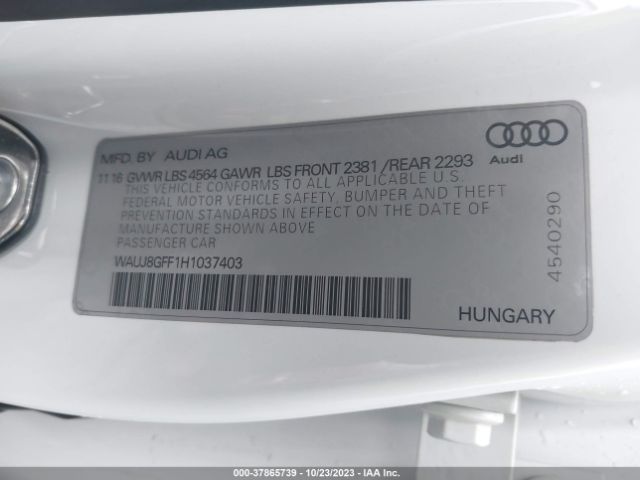 MFD. BY AUDI AG
11 16 GVWR LBS 4564 GAWR LBS FRONT 2381 /REAR 2293
THIS VEHICLE CONFORMS TO ALL APPLICABLE U.S.
FEDERAL MOTOR VEHICLE SAFETY, BUMPER AND THEFT
PREVENTION STANDARDS IN EFFECT ON THE DATE OF
MANUFACTURE SHOWN ABOVE
PASSENGER CAR
WAUJ8GFF1H1037403
Audi
4540290
HUNGARY
000-37865739 - 10/23/2023 - IAA Inc.